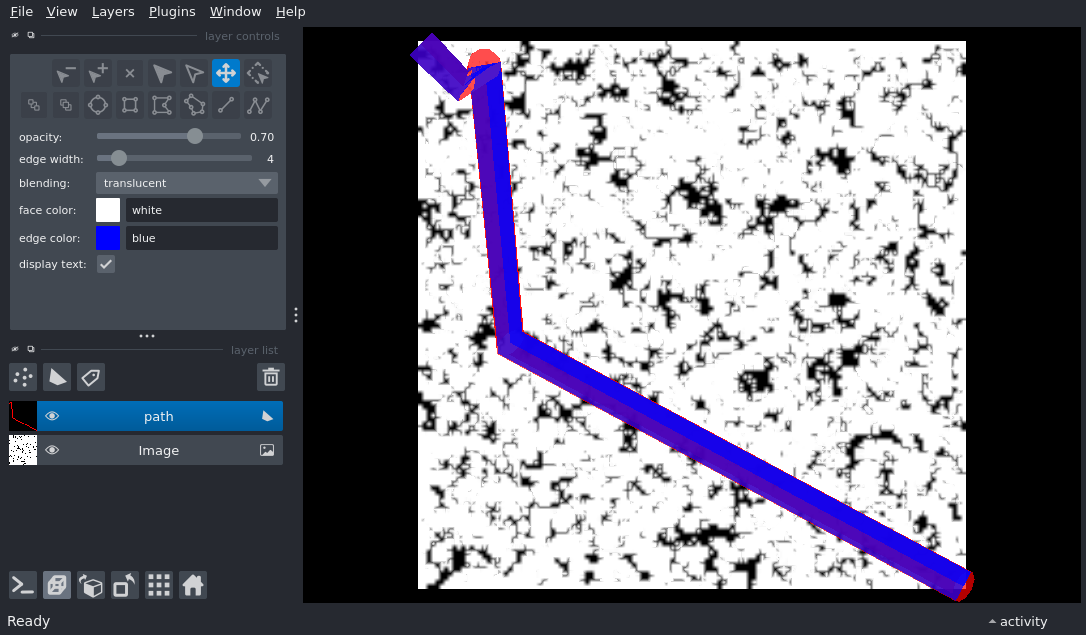 File View Layers Plugins Window Help
layer controls
opacity: 0.70
edge width: 4
blending: translucent
face color: white
edge color: blue
display text:
layer list
path
Image
Ready
activity